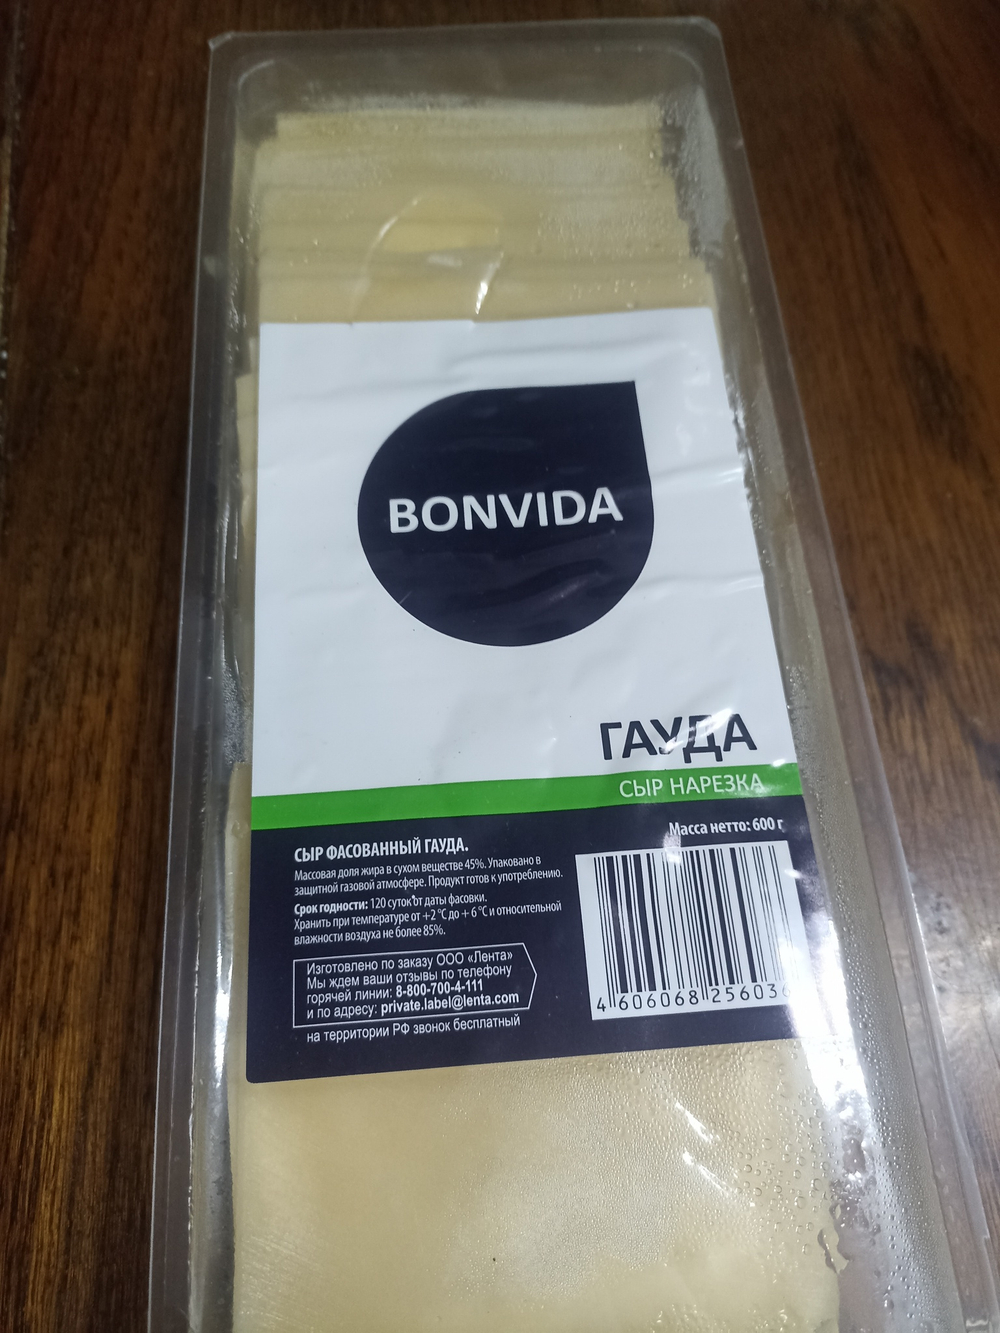 BONVIDA
ГАУДА
СЫР НАРЕЗКА
Масса нетто: 600 г
СЫР ФАСОВАННЫЙ ГАУДА.
Массовая доля жира в сухом веществе 45%. Упаковано в
защитной газовой атмосфере. Продукт готов к употреблению.
Срок годности: 120 суток от даты фасовки.
Хранить при температуре от +2 °С до + 6 °С и относительной
влажности воздуха не более 85%.
Изготовлено по заказу ООО «Лента»
Мы ждем ваши отзывы по телефону
горячей линии: 8-800-700-4-111
и по адресу: private.label@lenta.com
на территории РФ звонок бесплатный
4 606068 256036